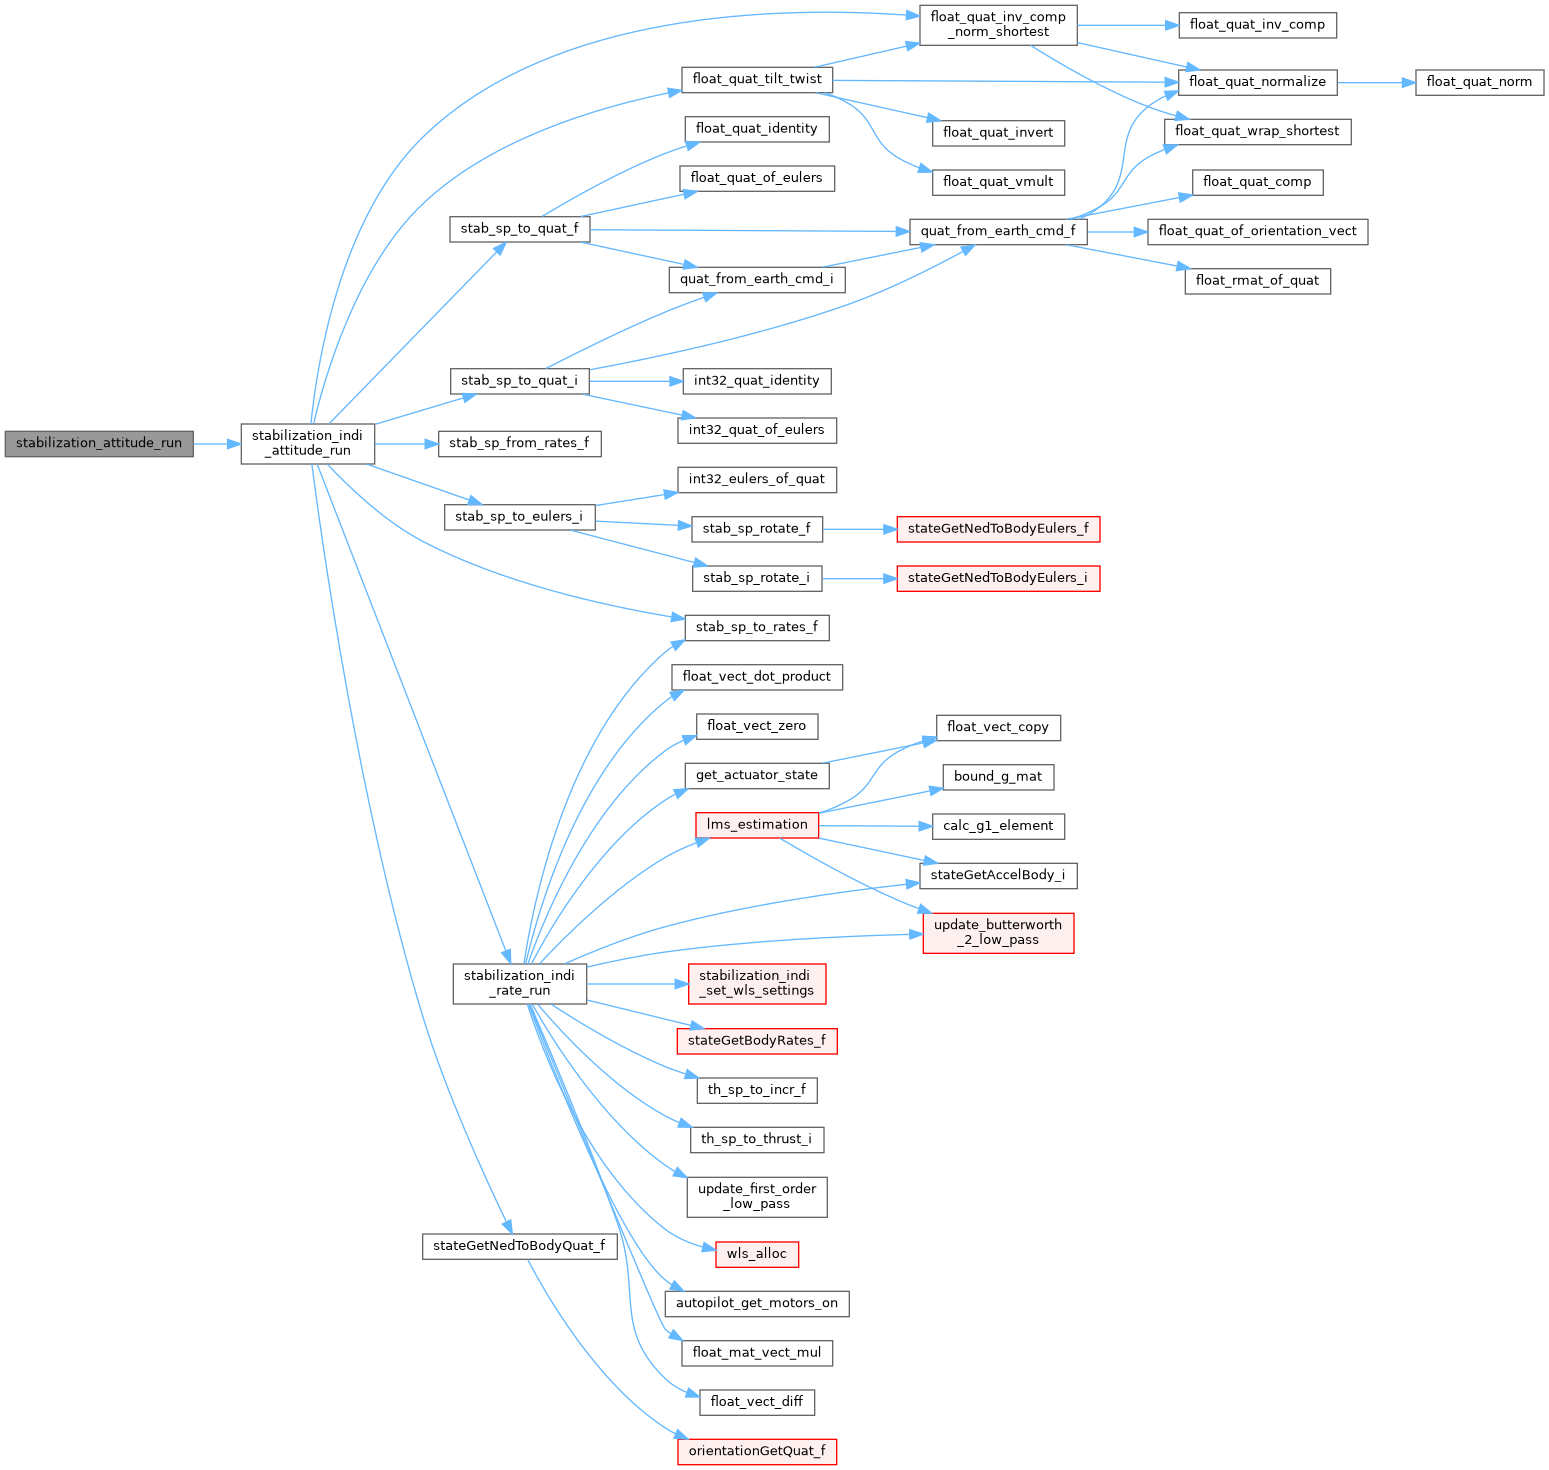 stabilization_attitude_run
stabilization_indi
_attitude_run
float_quat_inv_comp
_norm_shortest
float_quat_inv_comp
float_quat_tilt_twist
float_quat_normalize
float_quat_norm
float_quat_identity
float_quat_invert
float_quat_wrap_shortest
float_quat_of_eulers
float_quat_vmult
float_quat_comp
stab_sp_to_quat_f
quat_from_earth_cmd_f
float_quat_of_orientation_vect
quat_from_earth_cmd_i
float_rmat_of_quat
stab_sp_to_quat_i
int32_quat_identity
int32_quat_of_eulers
stab_sp_from_rates_f
int32_eulers_of_quat
stab_sp_to_eulers_i
stab_sp_rotate_f
stateGetNedToBodyEulers_f
stab_sp_rotate_i
stateGetNedToBodyEulers_i
stab_sp_to_rates_f
float_vect_dot_product
float_vect_zero
float_vect_copy
get_actuator_state
bound_g_mat
lms_estimation
calc_g1_element
stateGetAccelBody_i
update_butterworth
_2_low_pass
stabilization_indi
_rate_run
stabilization_indi
_set_wls_settings
stateGetBodyRates_f
th_sp_to_incr_f
th_sp_to_thrust_i
update_first_order
_low_pass
stateGetNedToBodyQuat_f
wls_alloc
autopilot_get_motors_on
float_mat_vect_mul
float_vect_diff
orientationGetQuat_f